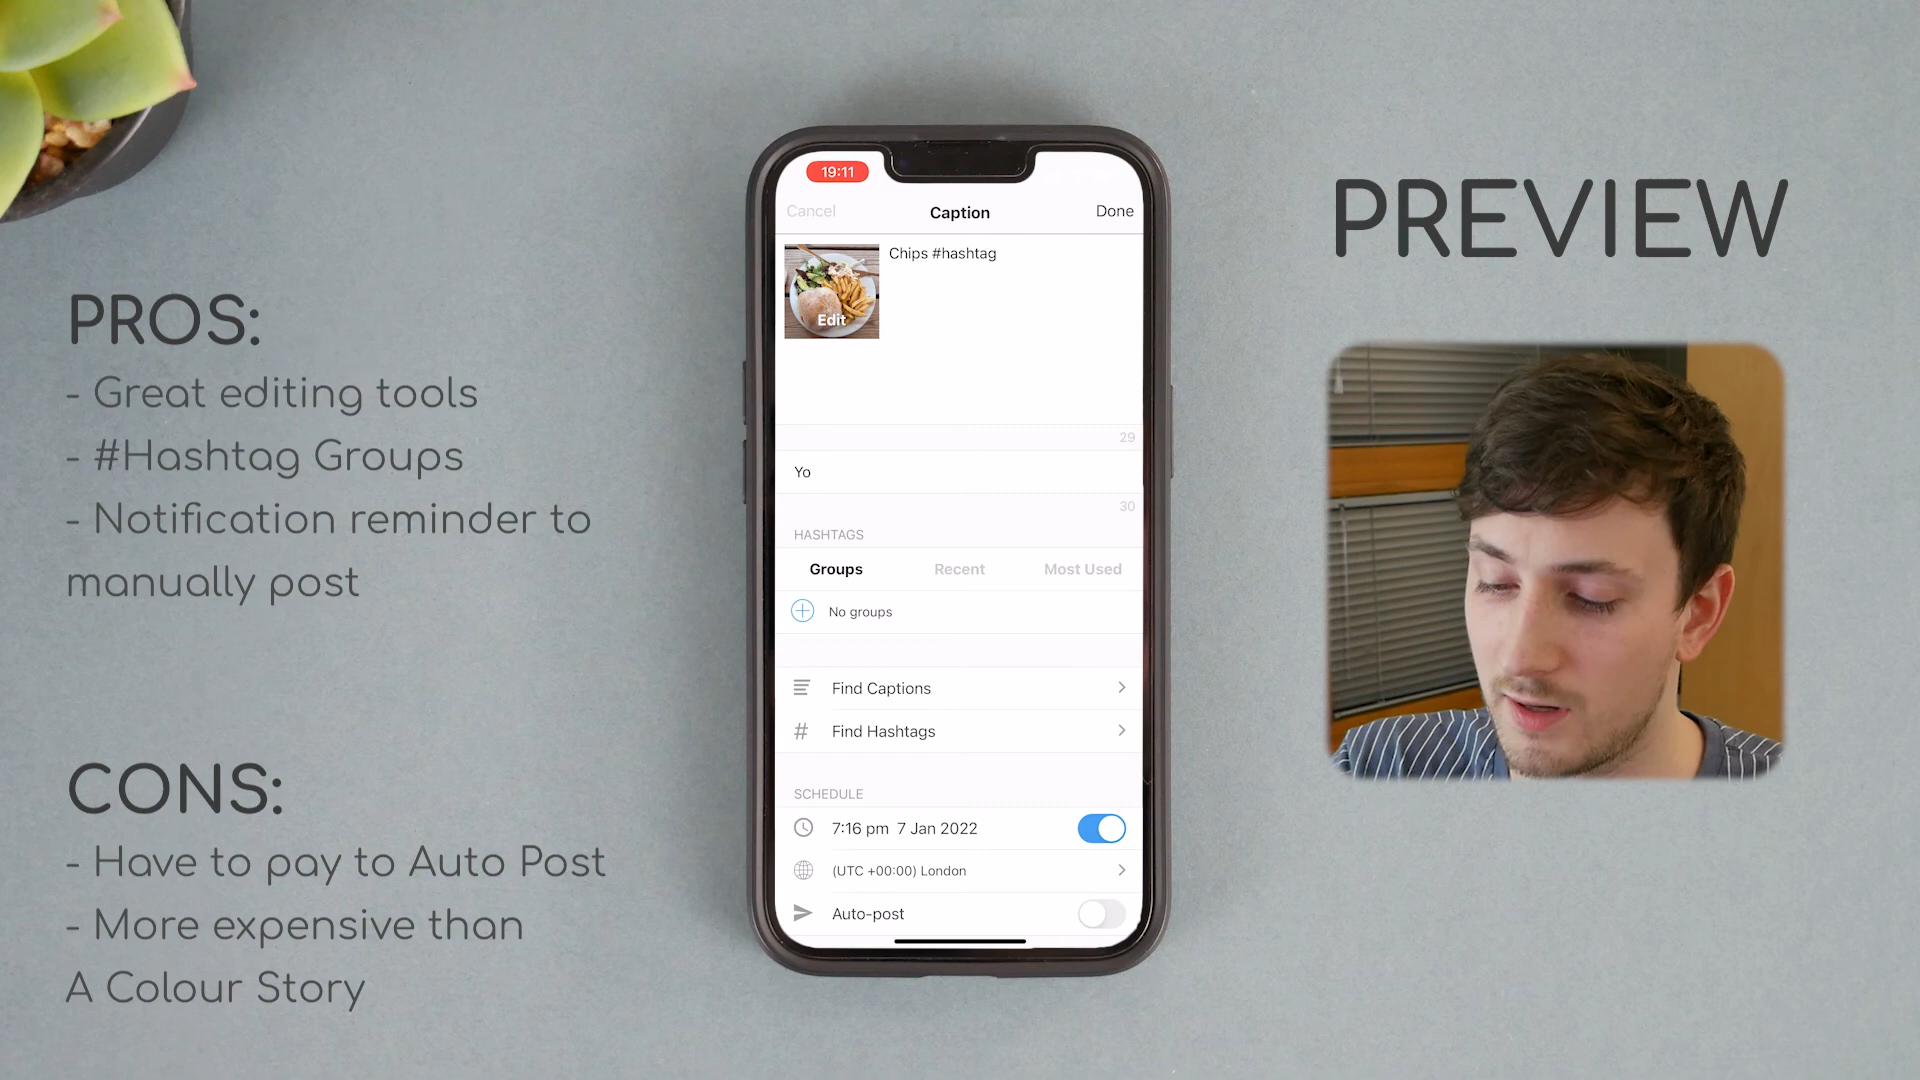 PREVIEW
PROS:
- Great editing tools
- #Hashtag Groups
- Notification reminder to
manually post
CONS:
- Have to pay to Auto Post
- More expensive than
A Colour Story
19:11
Cancel
Caption
Done
Chips #hashtag
Edit
29
Yo
30
HASHTAGS
Groups
Recent
Most Used
No groups
Find Captions
# Find Hashtags
SCHEDULE
7:16 pm 7 Jan 2022
(UTC +00:00) London
Auto-post